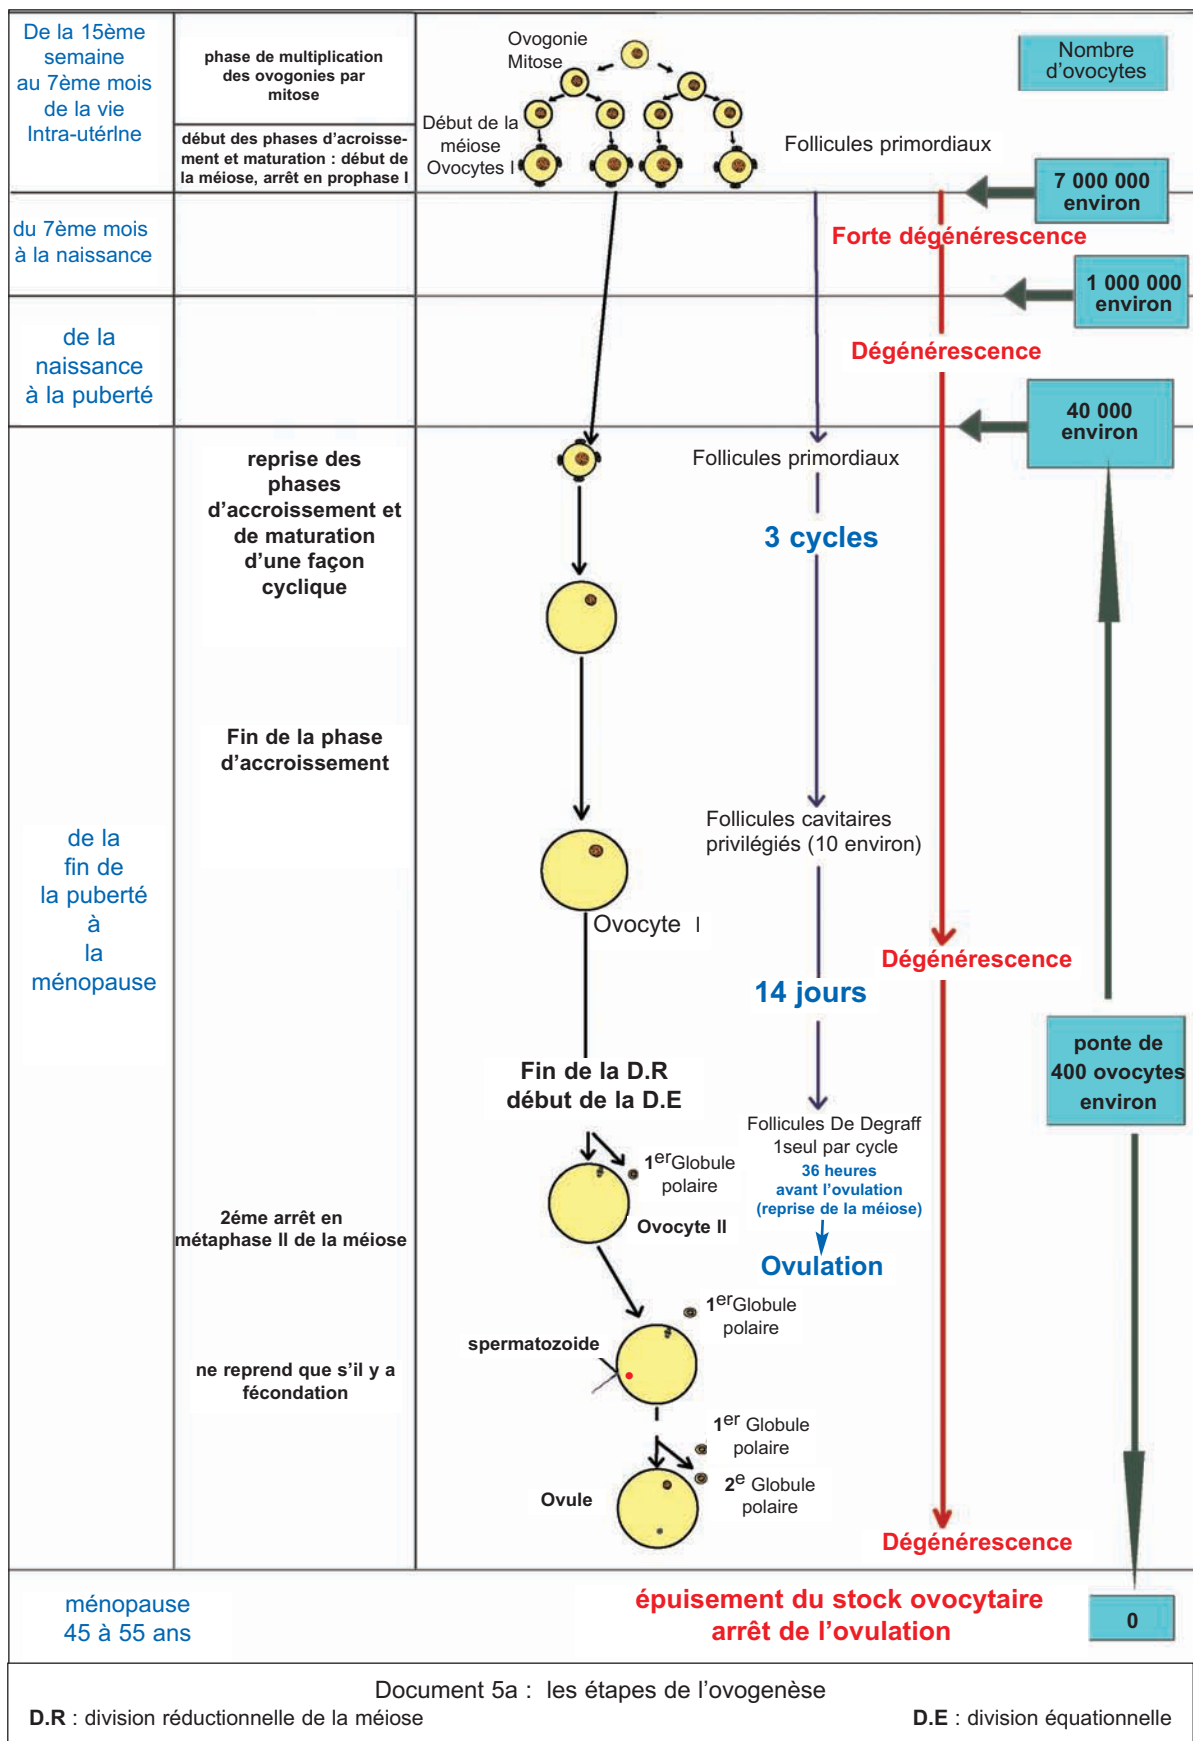 De la 15ème
semaine
au 7ème mois
de la vie
Intra-utérIne
phase de multiplication
des ovogonies par
mitose
début des phases d'acroisse-
ment et maturation : début de
la méiose, arrêt en prophase I
Ovogonie
Mitose
Début de la
méiose
Ovocytes I
Follicules primordiaux
Nombre
d'ovocytes
7 000 000
environ
du 7ème mois
à la naissance
Forte dégénérescence
1 000 000
environ
de la
naissance
à la puberté
Dégénérescence
40 000
environ
de la
fin de
la puberté
à
la
ménopause
reprise des
phases
d'accroissement et
de maturation
d'une façon
cyclique
Follicules primordiaux
3 cycles
Fin de la phase
d'accroissement
Follicules cavitaires
privilégiés (10 environ)
Ovocyte I
Dégénérescence
14 jours
ponte de
400 ovocytes
environ
Fin de la D.R
début de la D.E
Follicules De Degraff
1seul par cycle
36 heures
avant l'ovulation
(reprise de la méiose)
Ovulation
1er Globule
polaire
Ovocyte II
2éme arrêt en
métaphase II de la méiose
1er Globule
polaire
spermatozoide
ne reprend que s'il y a
fécondation
1er Globule
polaire
2e Globule
polaire
Ovule
Dégénérescence
ménopause
45 à 55 ans
épuisement du stock ovocytaire
arrêt de l'ovulation
0
Document 5a : les étapes de l'ovogenèse
D.R : division réductionnelle de la méiose
D.E : division équationnelle